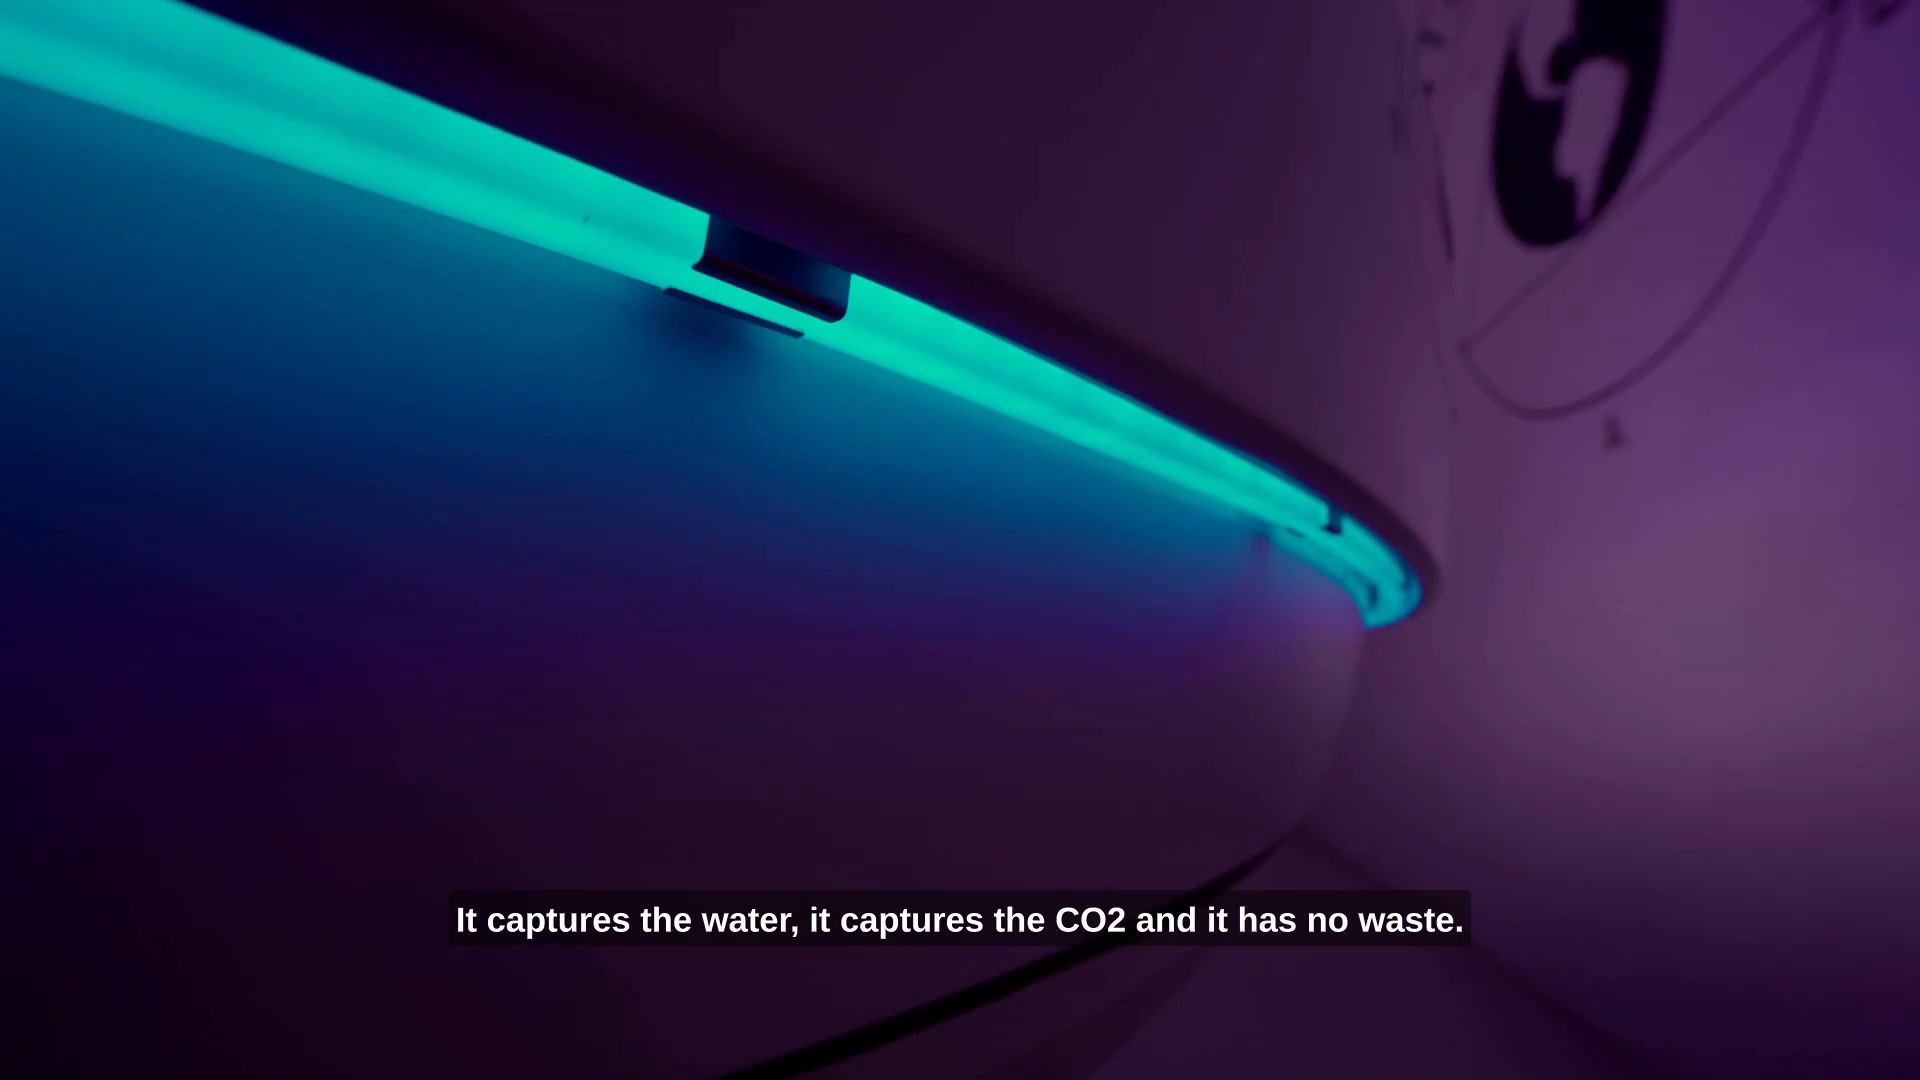 It captures the water, it captures the CO2 and it has no waste.